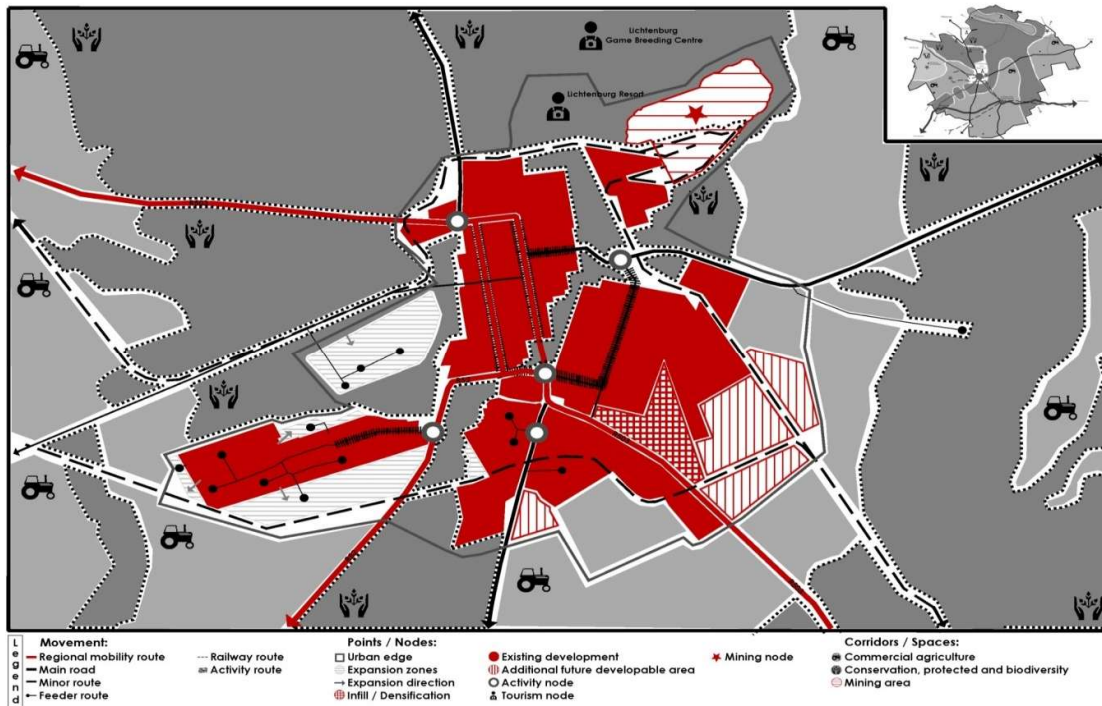 Lichtenburg
Game Breeding Centre
Lichtenburg Resort
Legend
Movement:
Regional mobility route
Main road
Minor route
Feeder route
Railway route
Activity route
Points / Nodes:
Urban edge
Expansion zones
Expansion direction
Infill / Densification
Existing development
Additional future developable area
Activity node
Tourism node
Mining node
Corridors / Spaces:
Commercial agriculture
Conservation, protected and biodiversity
Mining area